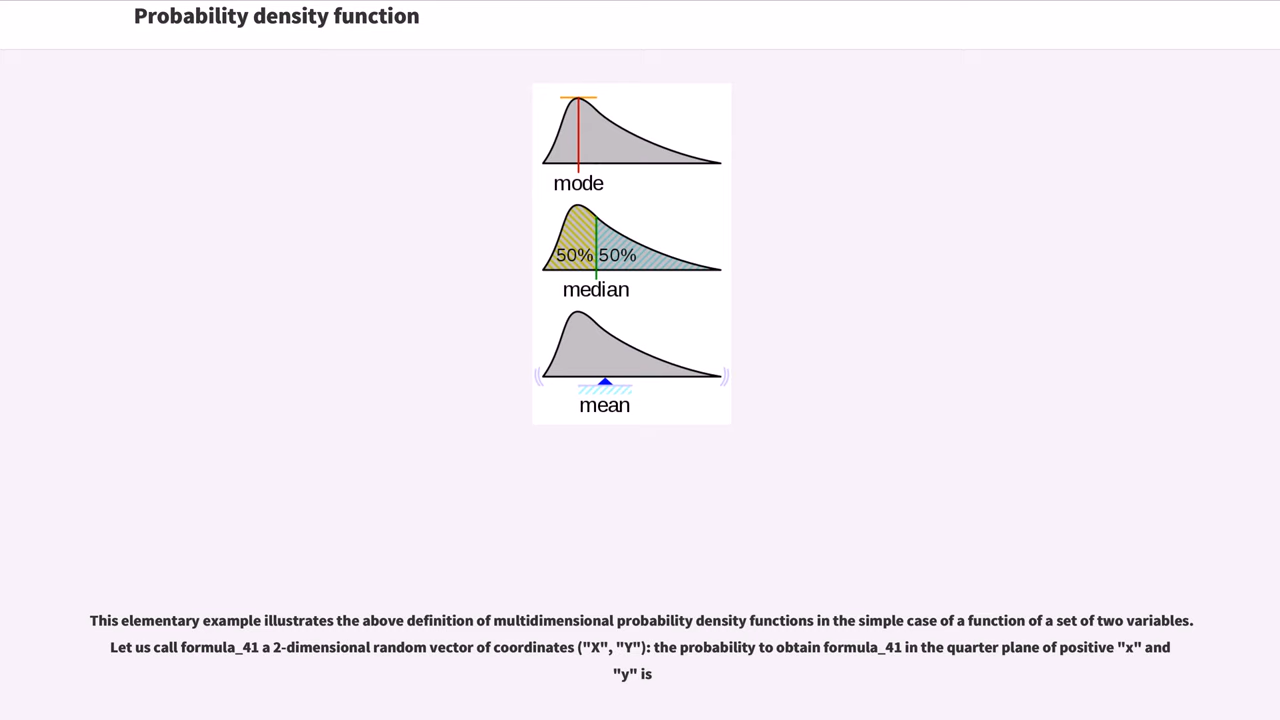 Probability density function
mode
50% 50%
median
mean
This elementary example illustrates the above definition of multidimensional probability density functions in the simple case of a function of a set of two variables.
Let us call formula_41 a 2-dimensional random vector of coordinates ("X", "Y"): the probability to obtain formula_41 in the quarter plane of positive "x" and
"y" is